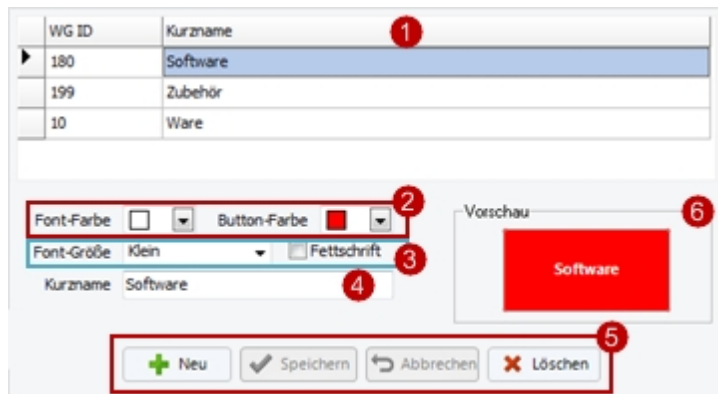 WG ID Kurzname 1
180 Software
199 Zubehör
10 Ware
Font-Farbe Button-Farbe 2
Font-Größe Klein Fettschrift 3
Kurzname Software 4
Vorschau 6
Software
Neu Speichern Abbrechen Löschen 5